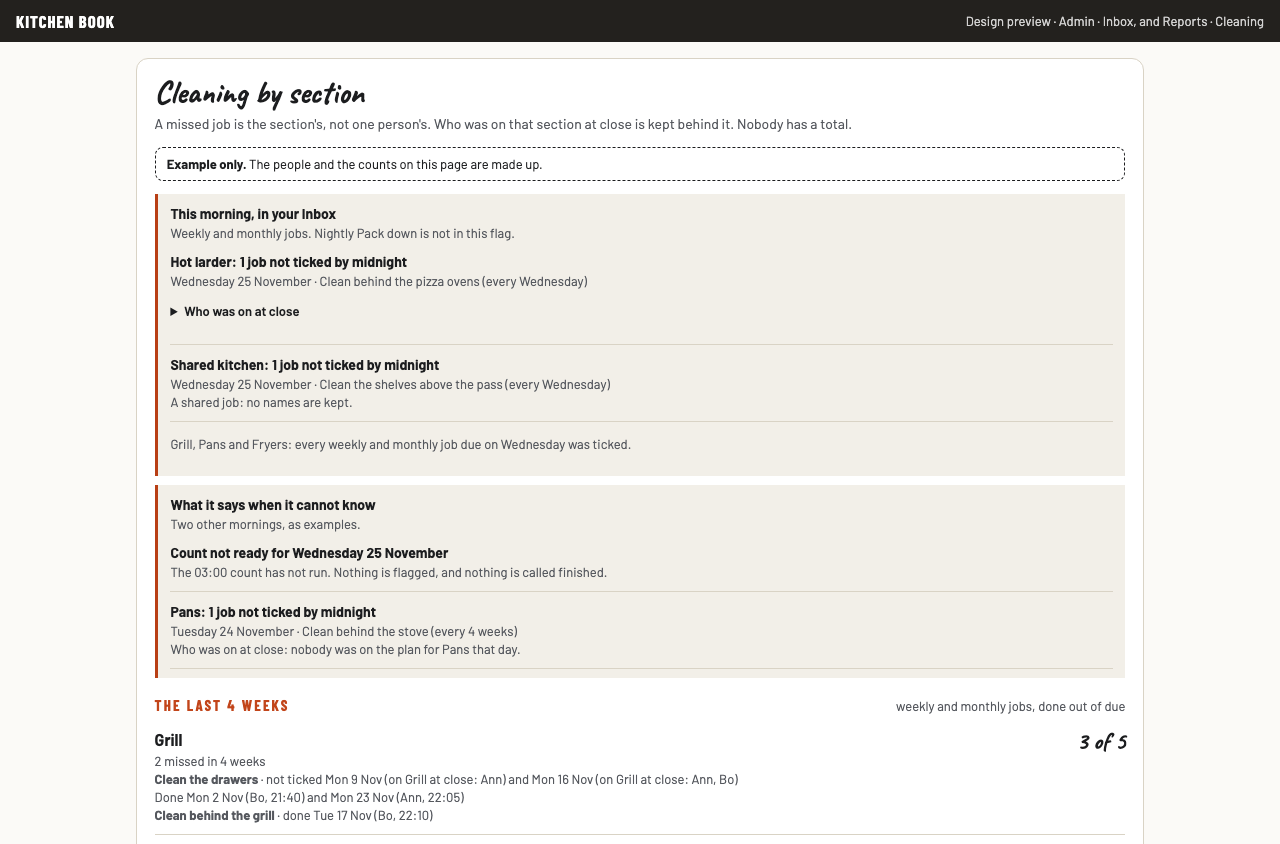 KITCHEN BOOK
Design preview · Admin · Inbox, and Reports · Cleaning
Cleaning by section
A missed job is the section's, not one person's. Who was on that section at close is kept behind it. Nobody has a total.
Example only. The people and the counts on this page are made up.
This morning, in your Inbox
Weekly and monthly jobs. Nightly Pack down is not in this flag.
Hot larder: 1 job not ticked by midnight
Wednesday 25 November · Clean behind the pizza ovens (every Wednesday)
▶ Who was on at close
Shared kitchen: 1 job not ticked by midnight
Wednesday 25 November · Clean the shelves above the pass (every Wednesday)
A shared job: no names are kept.
Grill, Pans and Fryers: every weekly and monthly job due on Wednesday was ticked.
What it says when it cannot know
Two other mornings, as examples.
Count not ready for Wednesday 25 November
The 03:00 count has not run. Nothing is flagged, and nothing is called finished.
Pans: 1 job not ticked by midnight
Tuesday 24 November · Clean behind the stove (every 4 weeks)
Who was on at close: nobody was on the plan for Pans that day.
THE LAST 4 WEEKS
weekly and monthly jobs, done out of due
Grill
3 of 5
2 missed in 4 weeks
Clean the drawers · not ticked Mon 9 Nov (on Grill at close: Ann) and Mon 16 Nov (on Grill at close: Ann, Bo)
Done Mon 2 Nov (Bo, 21:40) and Mon 23 Nov (Ann, 22:05)
Clean behind the grill · done Tue 17 Nov (Bo, 22:10)